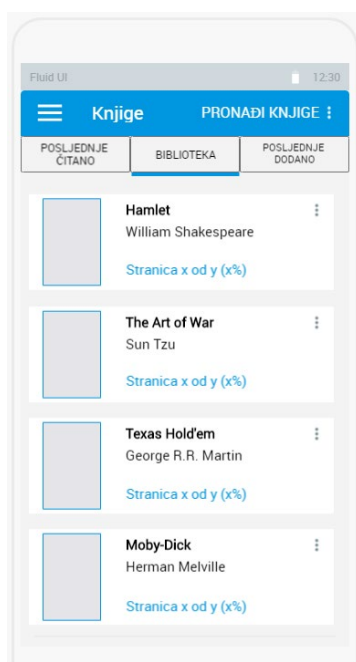 Fluid UI 12:30
Knjige PRONAĐI KNJIGE
POSLJEDNJE ČITANO
BIBLIOTEKA
POSLJEDNJE DODANO
Hamlet
William Shakespeare
Stranica x od y (x%)
The Art of War
Sun Tzu
Stranica x od y (x%)
Texas Hold'em
George R.R. Martin
Stranica x od y (x%)
Moby-Dick
Herman Melville
Stranica x od y (x%)